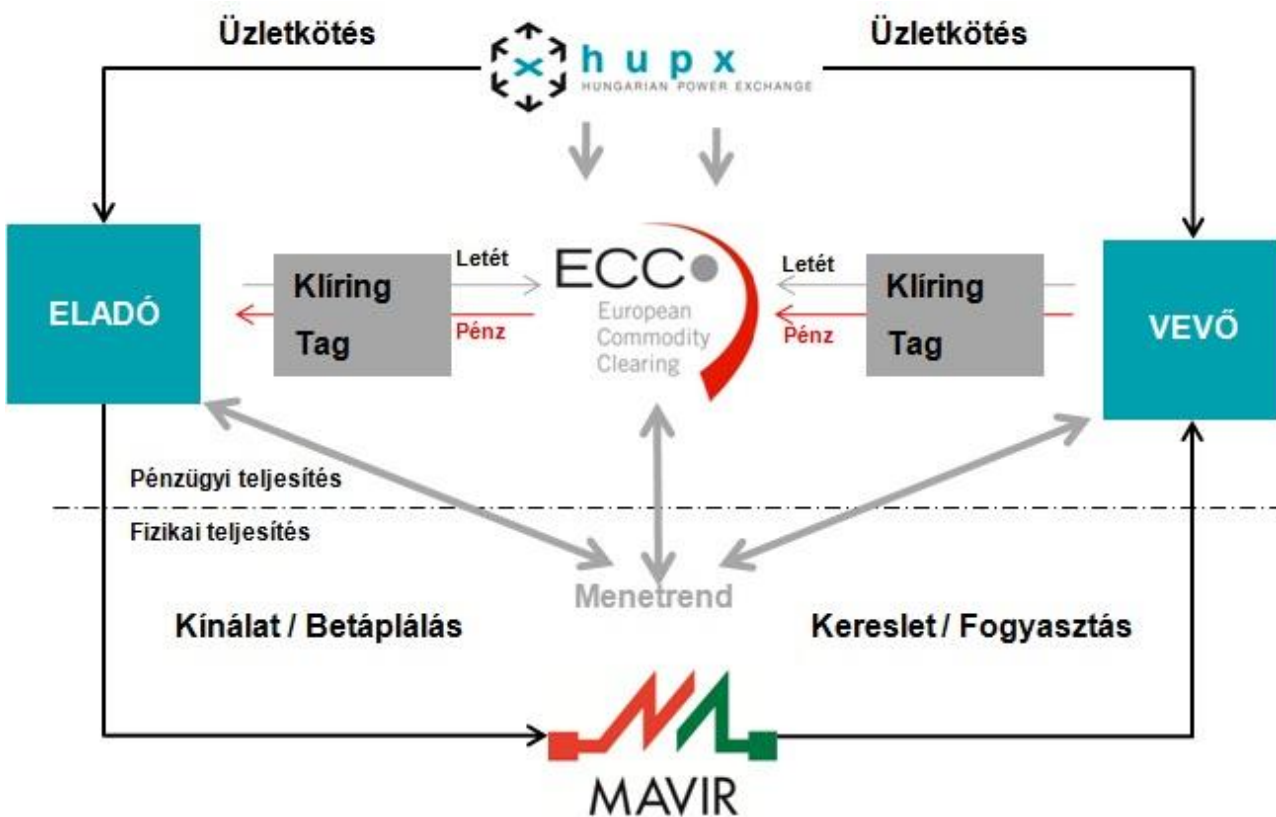 Üzletkötés
hupx
HUNGARIAN POWER EXCHANGE
Üzletkötés
ELADÓ
Klíring
Tag
Letét
Pénz
ECC
European
Commodity
Clearing
Letét
Pénz
Klíring
Tag
VEVŐ
Pénzügyi teljesítés
Fizikai teljesítés
Menetrend
Kínálat / Betáplálás
Kereslet / Fogyasztás
MAVIR